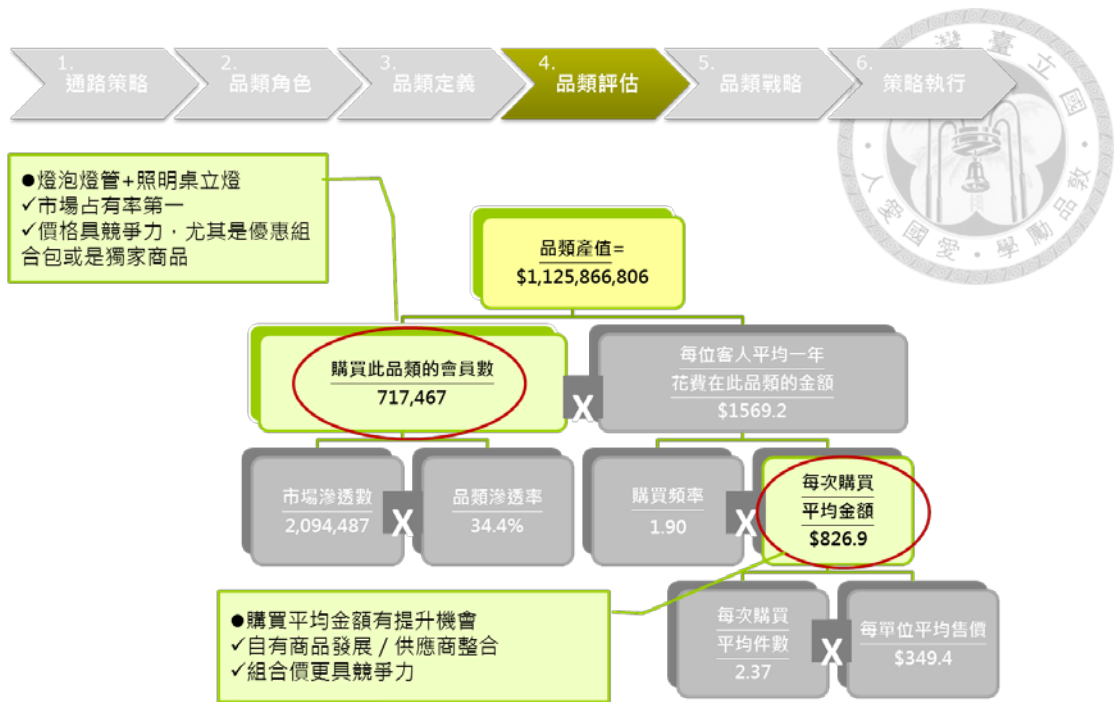 1.
通路策略
2.
品類角色
3.
品類定義
4.
品類評估
5.
品類戰略
6.
策略執行
●燈泡燈管+照明桌立燈
✓市場占有率第一
✓價格具競爭力，尤其是優惠組
合包或是獨家商品
品類產值=
$1,125,866,806
購買此品類的會員數
717,467
X
每位客人平均一年
花費在此品類的金額
$1569.2
市場滲透數
2,094,487
X
品類滲透率
34.4%
購買頻率
1.90
X
每次購買
平均金額
$826.9
●購買平均金額有提升機會
✓自有商品發展 / 供應商整合
✓組合價更具競爭力
每次購買
平均件數
2.37
X
每單位平均售價
$349.4
灣臺立國
人愛國愛・學勵品敦